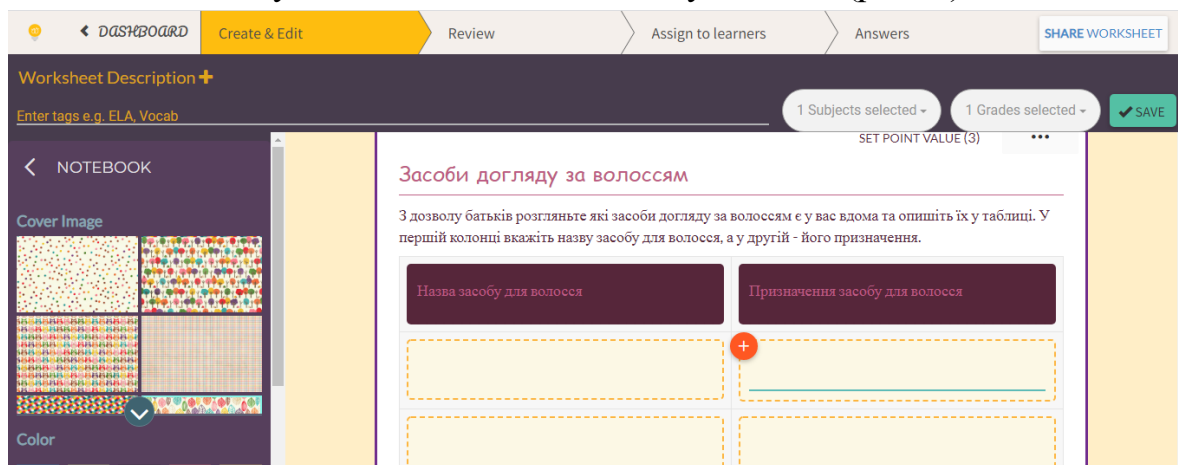 DASHBOARD
Create & Edit
Review
Assign to learners
Answers
SHARE WORKSHEET
Worksheet Description
Enter tags e.g. ELA, Vocab
1 Subjects selected
1 Grades selected
SAVE
SET POINT VALUE (3)
NOTEBOOK
Cover Image
Color
Засоби догляду за волоссям
З дозволу батьків розгляньте які засоби догляду за волоссям є у вас вдома та опишіть їх у таблиці. У
першій колонці вкажіть назву засобу для волосся, а у другій - його призначення.
Назва засобу для волосся
Призначення засобу для волосся